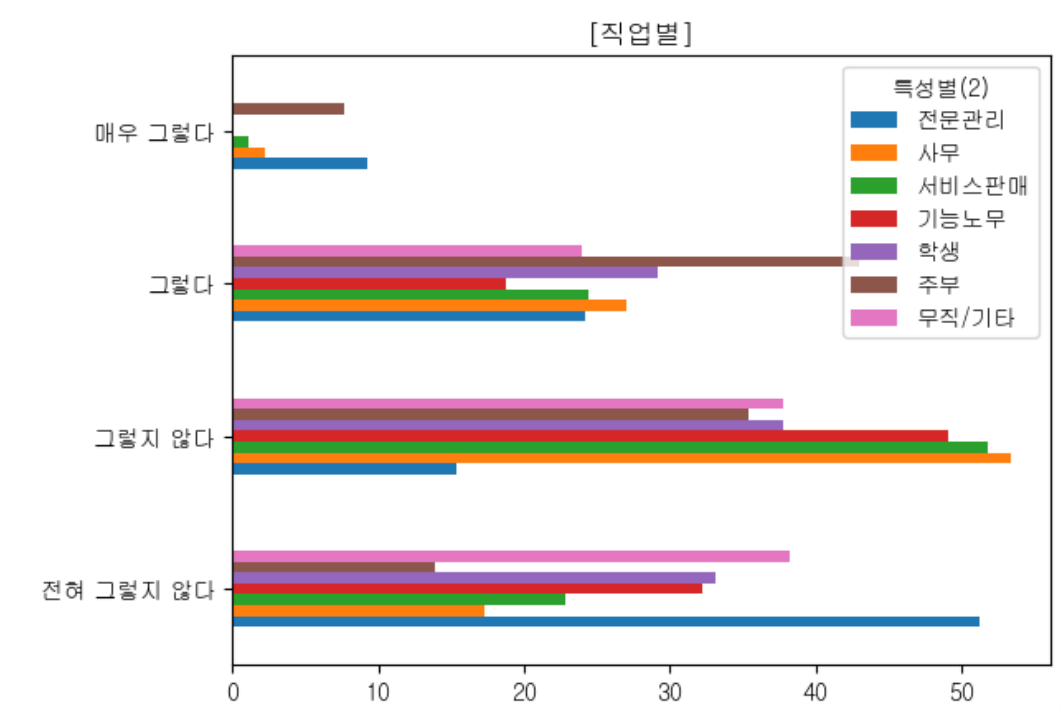 [직업별]
특성별(2)
전문관리
사무
서비스판매
기능노무
학생
주부
무직/기타
매우 그렇다
그렇다
그렇지 않다
전혀 그렇지 않다
0 10 20 30 40 50